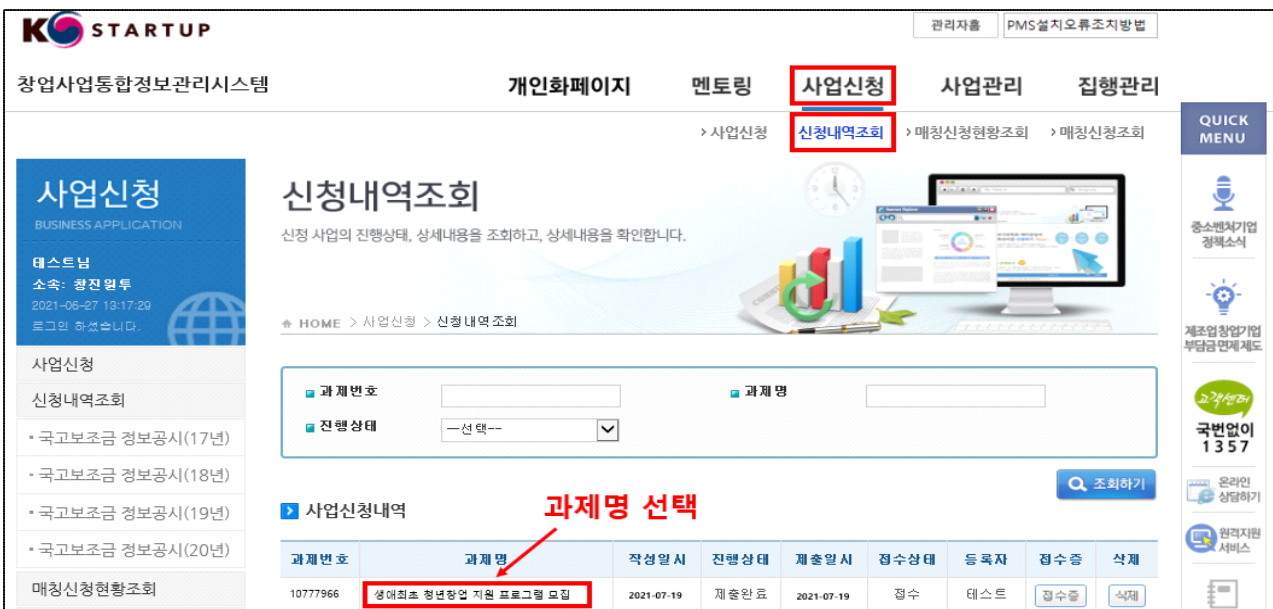 K STARTUP
관리자홈
PMS설치오류조치방법
창업사업통합정보관리시스템
개인화페이지
멘토링
사업신청
사업관리
집행관리
> 사업신청
신청내역조회
> 매칭신청현황조회
> 매칭신청조회
QUICK
MENU
사업신청
BUSINESS APPLICATION
테스트님
소속: 창진원투
2021-06-27 13:17:29
로그인 하셨습니다.
신청내역조회
신청 사업의 진행상태, 상세내용을 조회하고, 상세내용을 확인합니다.
HOME > 사업신청 > 신청내역조회
중소벤처기업
정책소식
제조업창업기업
부담금면제제도
고객센터
국번없이
1357
온라인
상담하기
원격지원
서비스
사업신청
신청내역조회
• 국고보조금 정보공시(17년)
• 국고보조금 정보공시(18년)
• 국고보조금 정보공시(19년)
• 국고보조금 정보공시(20년)
매칭신청현황조회
과제번호
과제명
진행상태
—선택--
조회하기
사업신청내역
과제명 선택
과제번호 과제명 작성일시 진행상태 제출일시 접수상태 등록자 접수증 삭제
10777966 생애최초 청년창업 지원 프로그램 모집 2021-07-19 제출완료 2021-07-19 접수 테스트 접수증 삭제